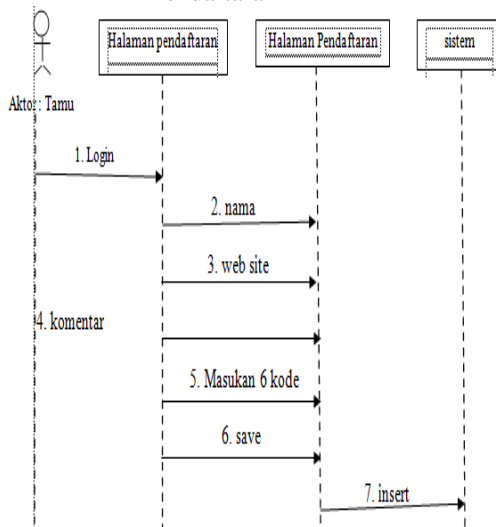 Halaman pendaftaran
Halaman Pendaftaran
sistem
Aktor : Tamu
1. Login
2. nama
3. web site
4. komentar
5. Masukan 6 kode
6. save
7. insert